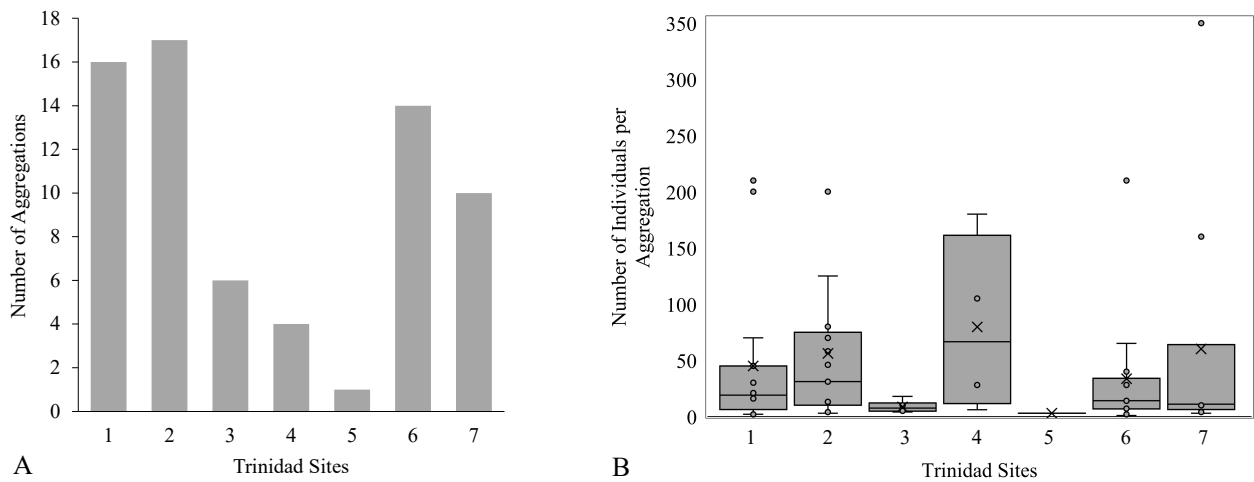 18
16
14
12
10
8
6
4
2
0
Number of Aggregations
1 2 3 4 5 6 7
Trinidad Sites
A
350
300
250
200
150
100
50
0
Number of Individuals per
Aggregation
1 2 3 4 5 6 7
Trinidad Sites
B